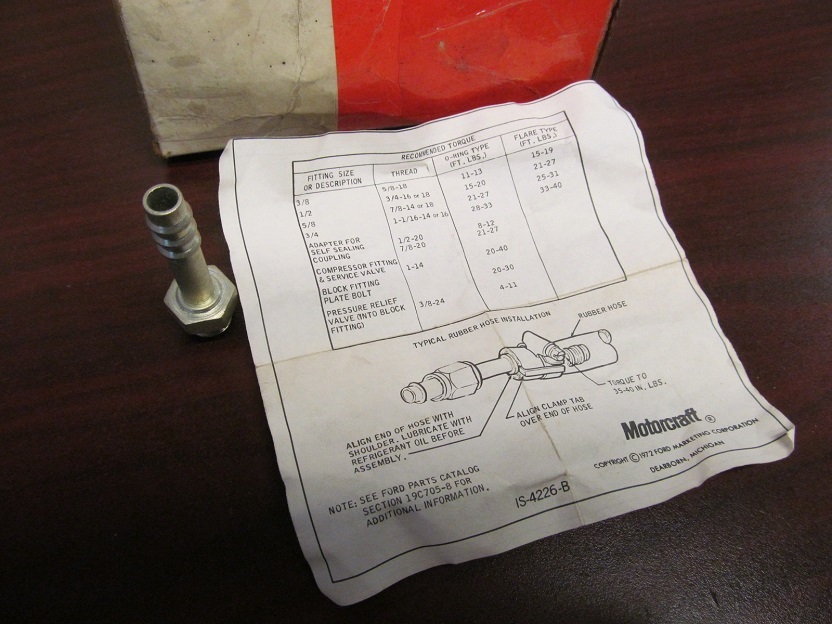 RECOMMENDED TORQUE
FITTING SIZE OR DESCRIPTION THREAD O-RING TYPE (FT. LBS.) FLARE TYPE (FT. LBS.)
3/8 5/8-18 11-13 15-19
1/2 3/4-16 or 18 15-20 21-27
5/8 7/8-14 or 18 21-27 25-31
3/4 1-1/16-14 or 16 28-33 33-40
ADAPTER FOR
SELF SEALING 1/2-20 8-12
COUPLING 7/8-20 21-27
COMPRESSOR FITTING
& SERVICE VALVE 1-14 20-40
BLOCK FITTING
PLATE BOLT 20-30
PRESSURE RELIEF
VALVE (INTO BLOCK 3/8-24 4-11
FITTING)
TYPICAL RUBBER HOSE INSTALLATION
RUBBER HOSE
TORQUE TO
35-40 IN. LBS.
ALIGN CLAMP TAB
OVER END OF HOSE
ALIGN END OF HOSE WITH
SHOULDER. LUBRICATE WITH
REFRIGERANT OIL BEFORE
ASSEMBLY.
Motorcraft ®
COPYRIGHT © 1972 FORD MARKETING CORPORATION
DEARBORN, MICHIGAN
NOTE: SEE FORD PARTS CATALOG
SECTION 19C705-8 FOR
ADDITIONAL INFORMATION.
IS-4226-B